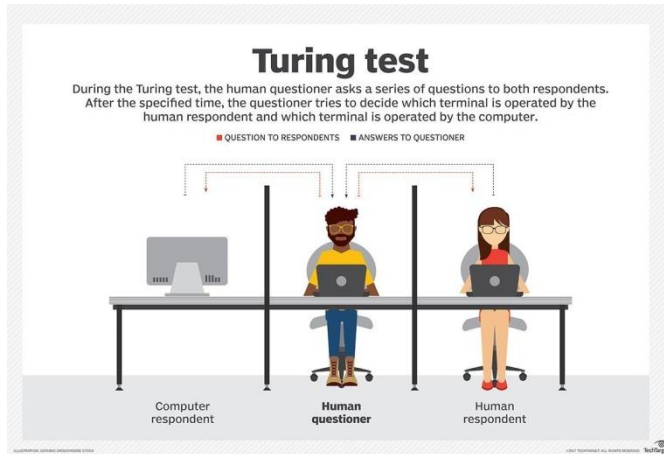 Turing test
During the Turing test, the human questioner asks a series of questions to both respondents.
After the specified time, the questioner tries to decide which terminal is operated by the
human respondent and which terminal is operated by the computer.
QUESTION TO RESPONDENTS ANSWERS TO QUESTIONER
Computer
respondent
Human
questioner
Human
respondent